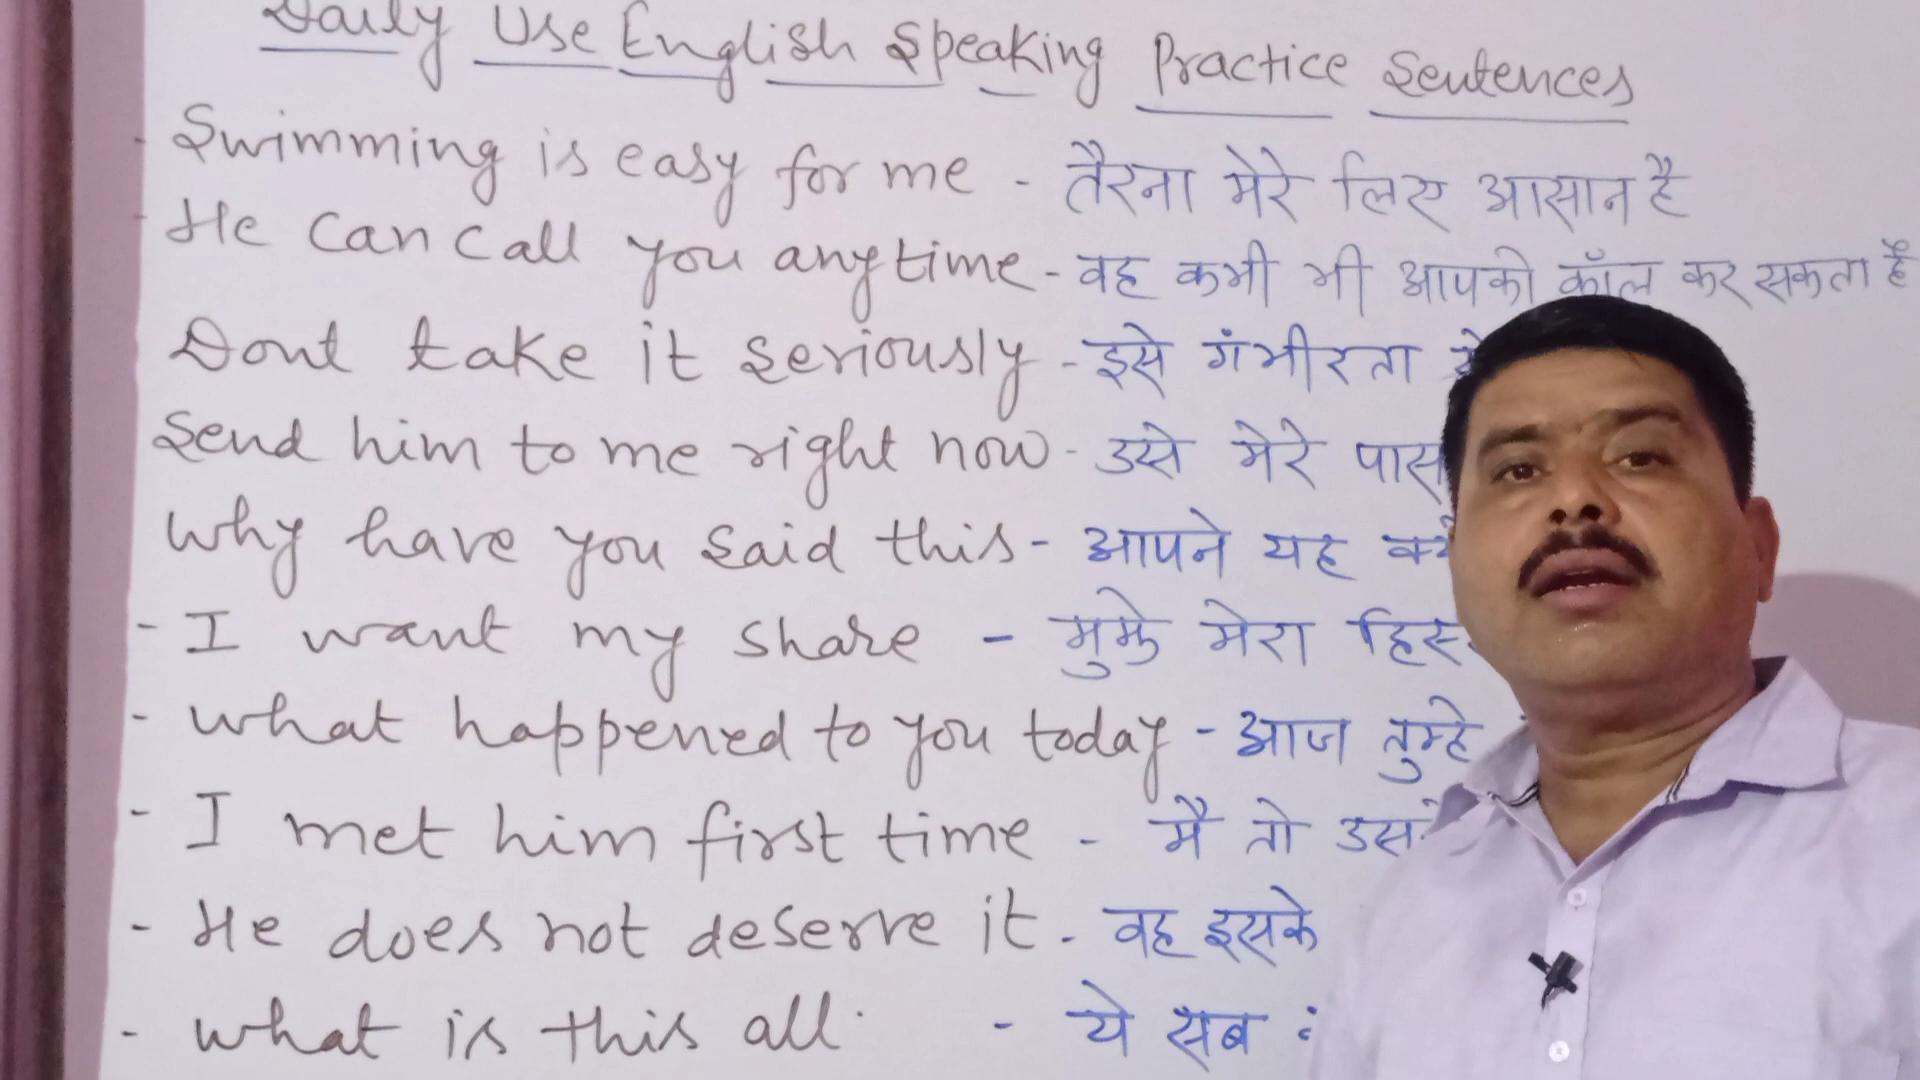 Daily Use English Speaking Practice Sentences
- Swimming is easy for me - तैरना मेरे लिए आसान है
- He can call you anytime - वह कभी भी आपको कॉल कर सकता है
Dont take it seriously - इसे गंभीरता
Send him to me right now - उसे मेरे पास
Why have you said this - आपने यह
- I want my share - मुझे मेरा
- what happened to you today - आज तुम्हे
- I met him first time - मै तो
- He does not deserve it - वह इसके
- what is this all - ये सब